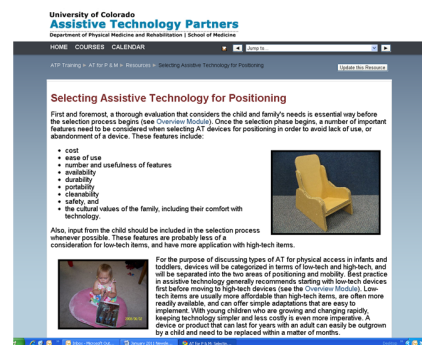 University of Colorado
Assistive Technology Partners
Department of Physical Medicine and Rehabilitation | School of Medicine
HOME COURSES CALENDAR
Jump to...
ATP Training ► AT for P & M ► Resources ► Selecting Assistive Technology for Positioning
Update this Resource
Selecting Assistive Technology for Positioning
First and foremost, a thorough evaluation that considers the child and family's needs is essential way before
the selection process begins (see Overview Module). Once the selection phase begins, a number of important
features need to be considered when selecting AT devices for positioning in order to avoid lack of use, or
abandonment of a device. These features include:
• cost
• ease of use
• number and usefulness of features
• availability
• durability
• portability
• cleanability
• safety, and
• the cultural values of the family, including their comfort with
technology.
Also, input from the child should be included in the selection process
whenever possible. These features are probably less of a
consideration for low-tech items, and have more application with high-tech items.
For the purpose of discussing types of AT for physical access in infants and
toddlers, devices will be categorized in terms of low-tech and high-tech, and
will be separated into the two areas of positioning and mobility. Best practice
in assistive technology generally recommends starting with low-tech devices
first before moving to high-tech devices (see the Overview Module). Low-
tech items are usually more affordable than high-tech items, are often more
readily available, and can offer simple adaptations that are easy to
implement. With young children who are growing and changing rapidly,
keeping technology simpler and less costly is even more imperative. A
device or product that can last for years with an adult can easily be outgrown
by a child and need to be replaced within a matter of months.
Inbox - Microsoft Out...
January 2011 Newsle...
AT for P & M: Selectin...
Desktop